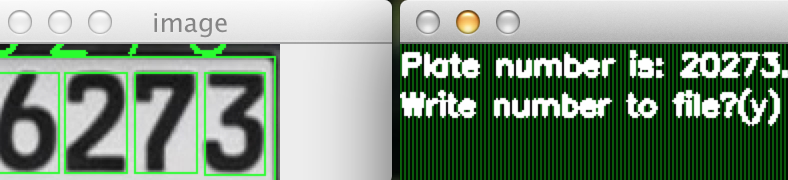 image
6273
Plate number is: 20273.
Write number to file?(y)